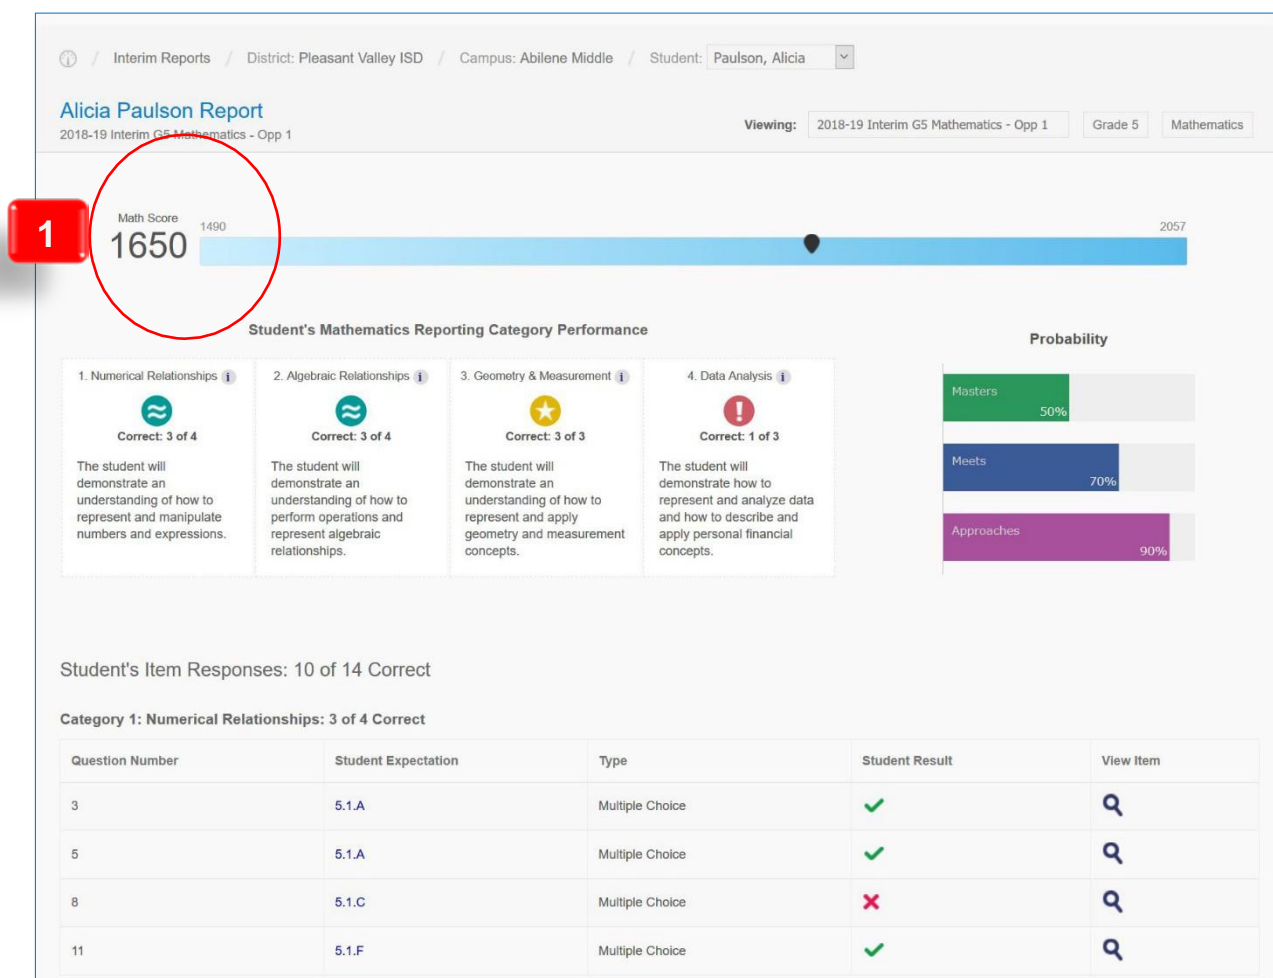 / Interim Reports / District: Pleasant Valley ISD / Campus: Abilene Middle / Student: Paulson, Alicia
Alicia Paulson Report
2018-19 Interim G5 Mathematics - Opp 1
Viewing: 2018-19 Interim G5 Mathematics - Opp 1 Grade 5 Mathematics
1
Math Score
1650
1490
2057
Student's Mathematics Reporting Category Performance
1. Numerical Relationships i
Correct: 3 of 4
The student will
demonstrate an
understanding of how to
represent and manipulate
numbers and expressions.
2. Algebraic Relationships i
Correct: 3 of 4
The student will
demonstrate an
understanding of how to
perform operations and
represent algebraic
relationships.
3. Geometry & Measurement i
Correct: 3 of 3
The student will
demonstrate an
understanding of how to
represent and apply
geometry and measurement
concepts.
4. Data Analysis i
!
Correct: 1 of 3
The student will
demonstrate how to
represent and analyze data
and how to describe and
apply personal financial
concepts.
Probability
Masters
50%
Meets
70%
Approaches
90%
Student's Item Responses: 10 of 14 Correct
Category 1: Numerical Relationships: 3 of 4 Correct
Question Number Student Expectation Type Student Result View Item
3 5.1.A Multiple Choice
5 5.1.A Multiple Choice
8 5.1.C Multiple Choice
11 5.1.F Multiple Choice